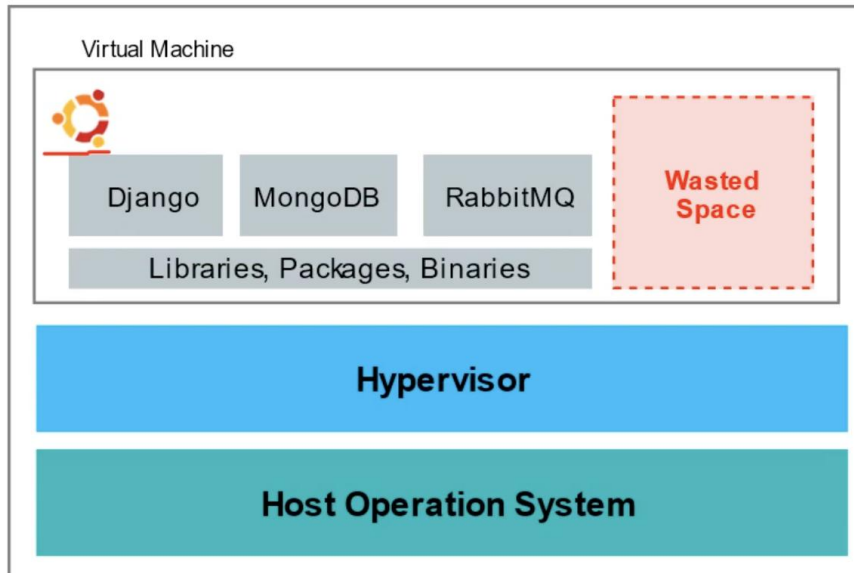 Virtual Machine
Django
MongoDB
RabbitMQ
Wasted
Space
Libraries, Packages, Binaries
Hypervisor
Host Operation System